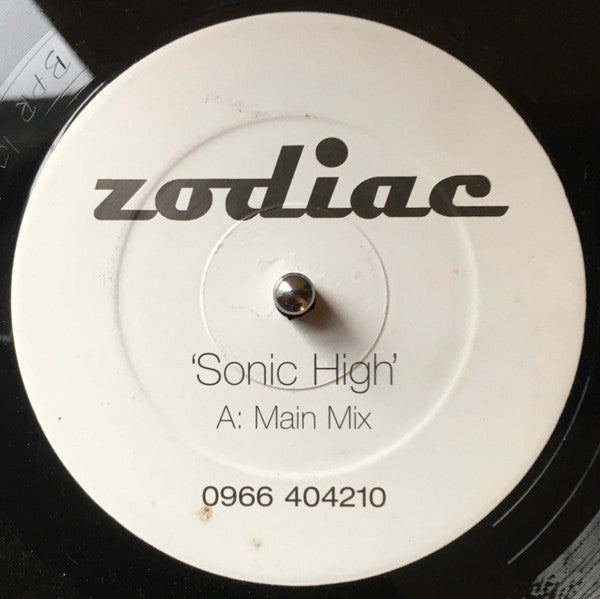 zodiac
'Sonic High'
A: Main Mix
0966 404210